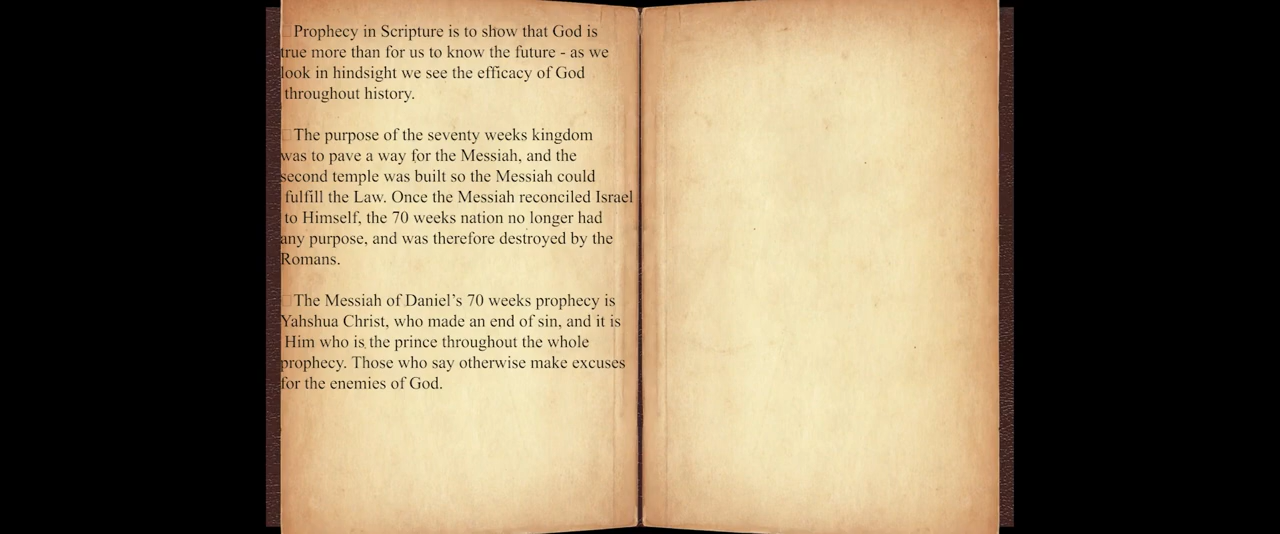 Prophecy in Scripture is to show that God is
true more than for us to know the future - as we
look in hindsight we see the efficacy of God
throughout history.
The purpose of the seventy weeks kingdom
was to pave a way for the Messiah, and the
second temple was built so the Messiah could
fulfill the Law. Once the Messiah reconciled Israel
to Himself, the 70 weeks nation no longer had
any purpose, and was therefore destroyed by the
Romans.
The Messiah of Daniel’s 70 weeks prophecy is
Yahshua Christ, who made an end of sin, and it is
Him who is the prince throughout the whole
prophecy. Those who say otherwise make excuses
for the enemies of God.